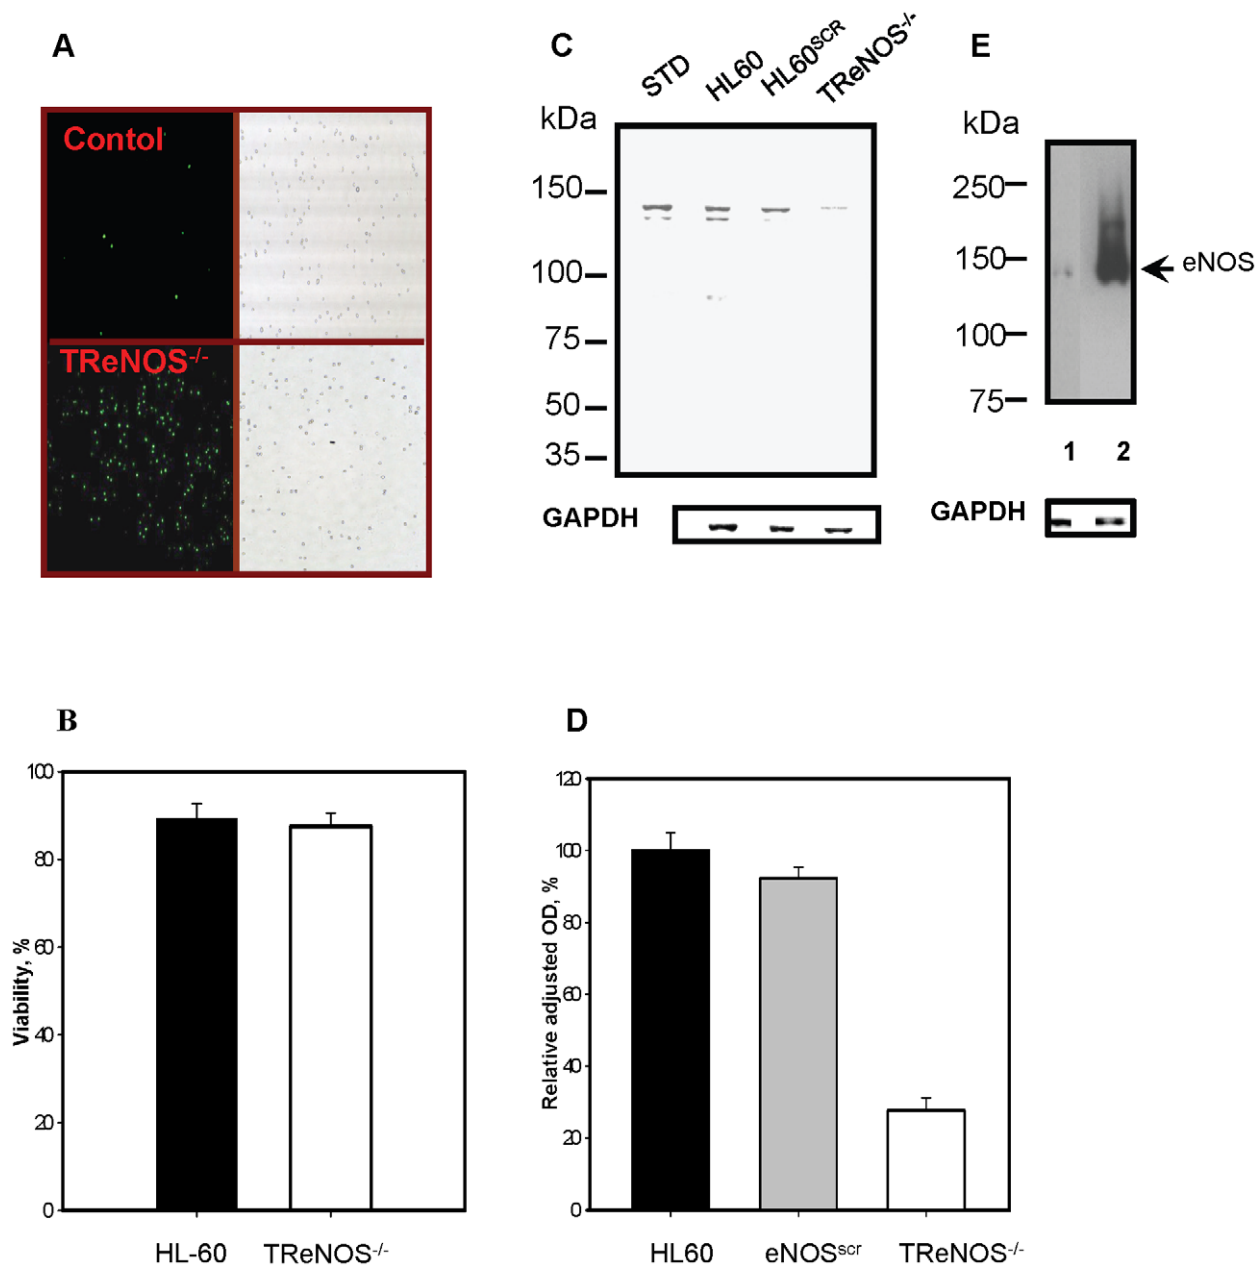 A
Contol
TReNOS-/-
B
100
80
60
40
20
0
Viability, %
HL-60 TReNOS-/-
C
STD HL60 HL60SCR TReNOS-/-
kDa
150
100
75
50
35
GAPDH
D
120
100
80
60
40
20
0
Relative adjusted OD, %
HL60 eNOSscr TReNOS-/-
E
kDa
250
150
100
75
eNOS
1 2
GAPDH